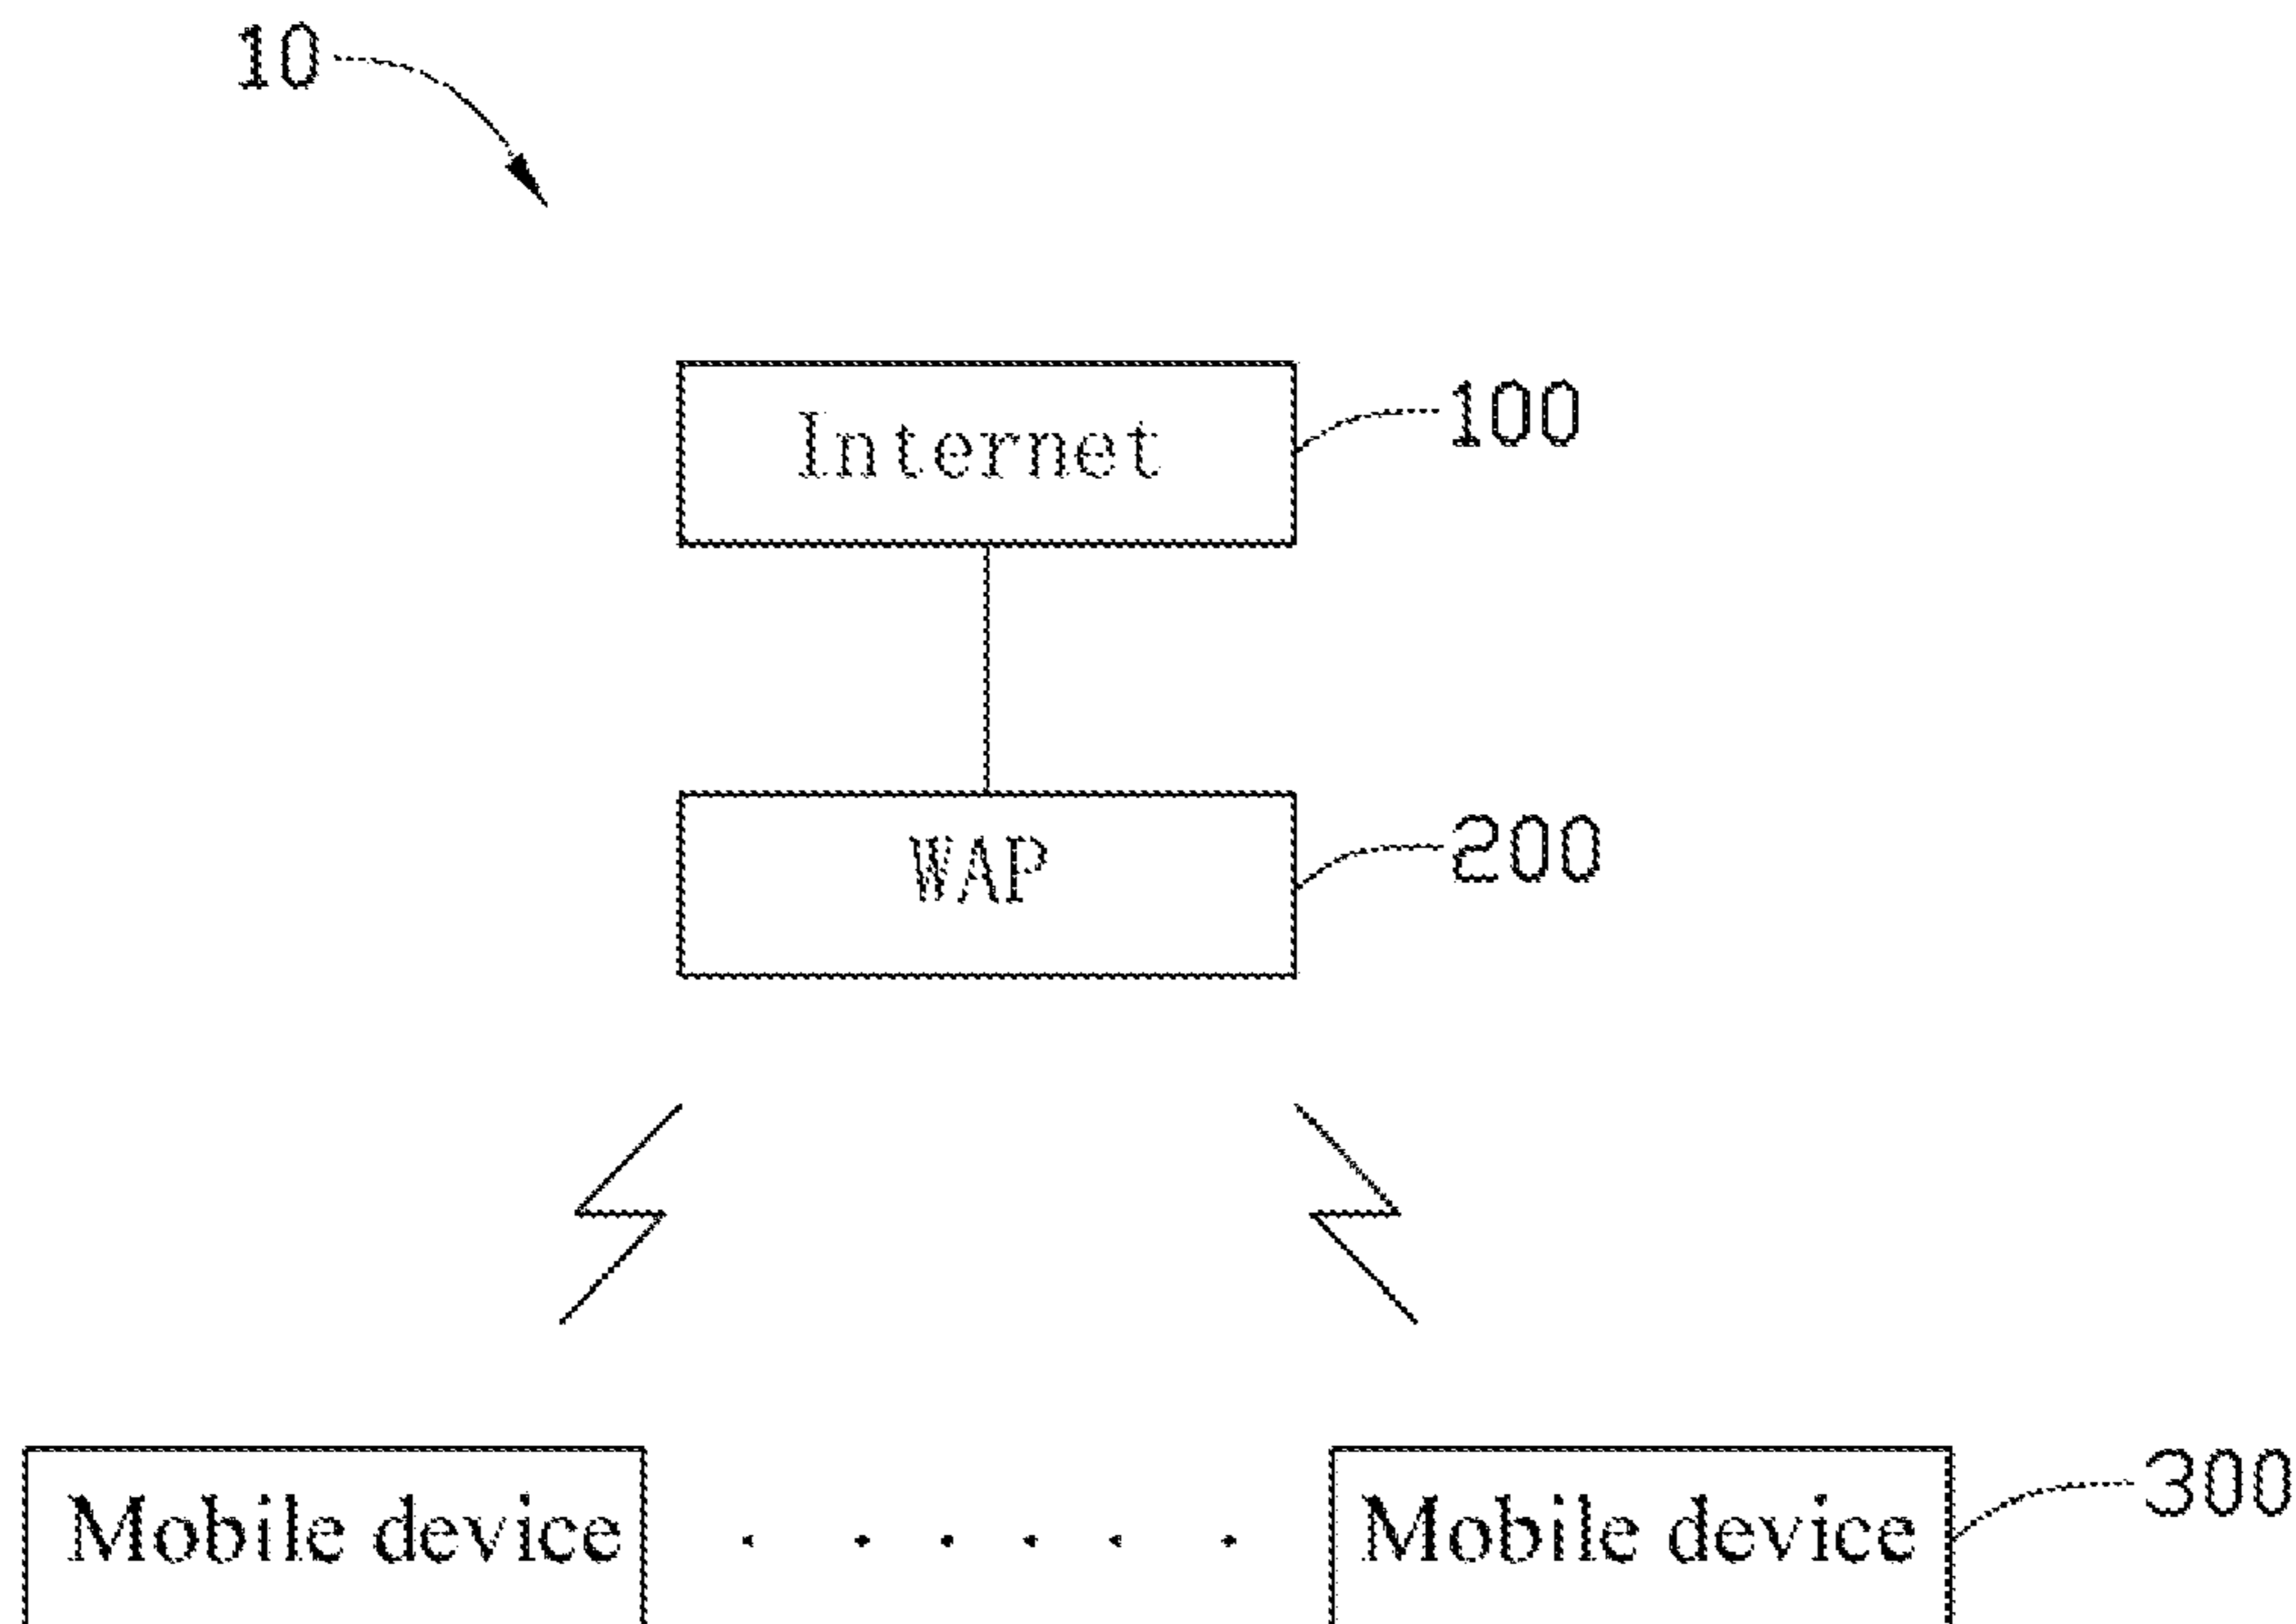 10
Internet 100
WAP 200
Mobile device ...... Mobile device 300